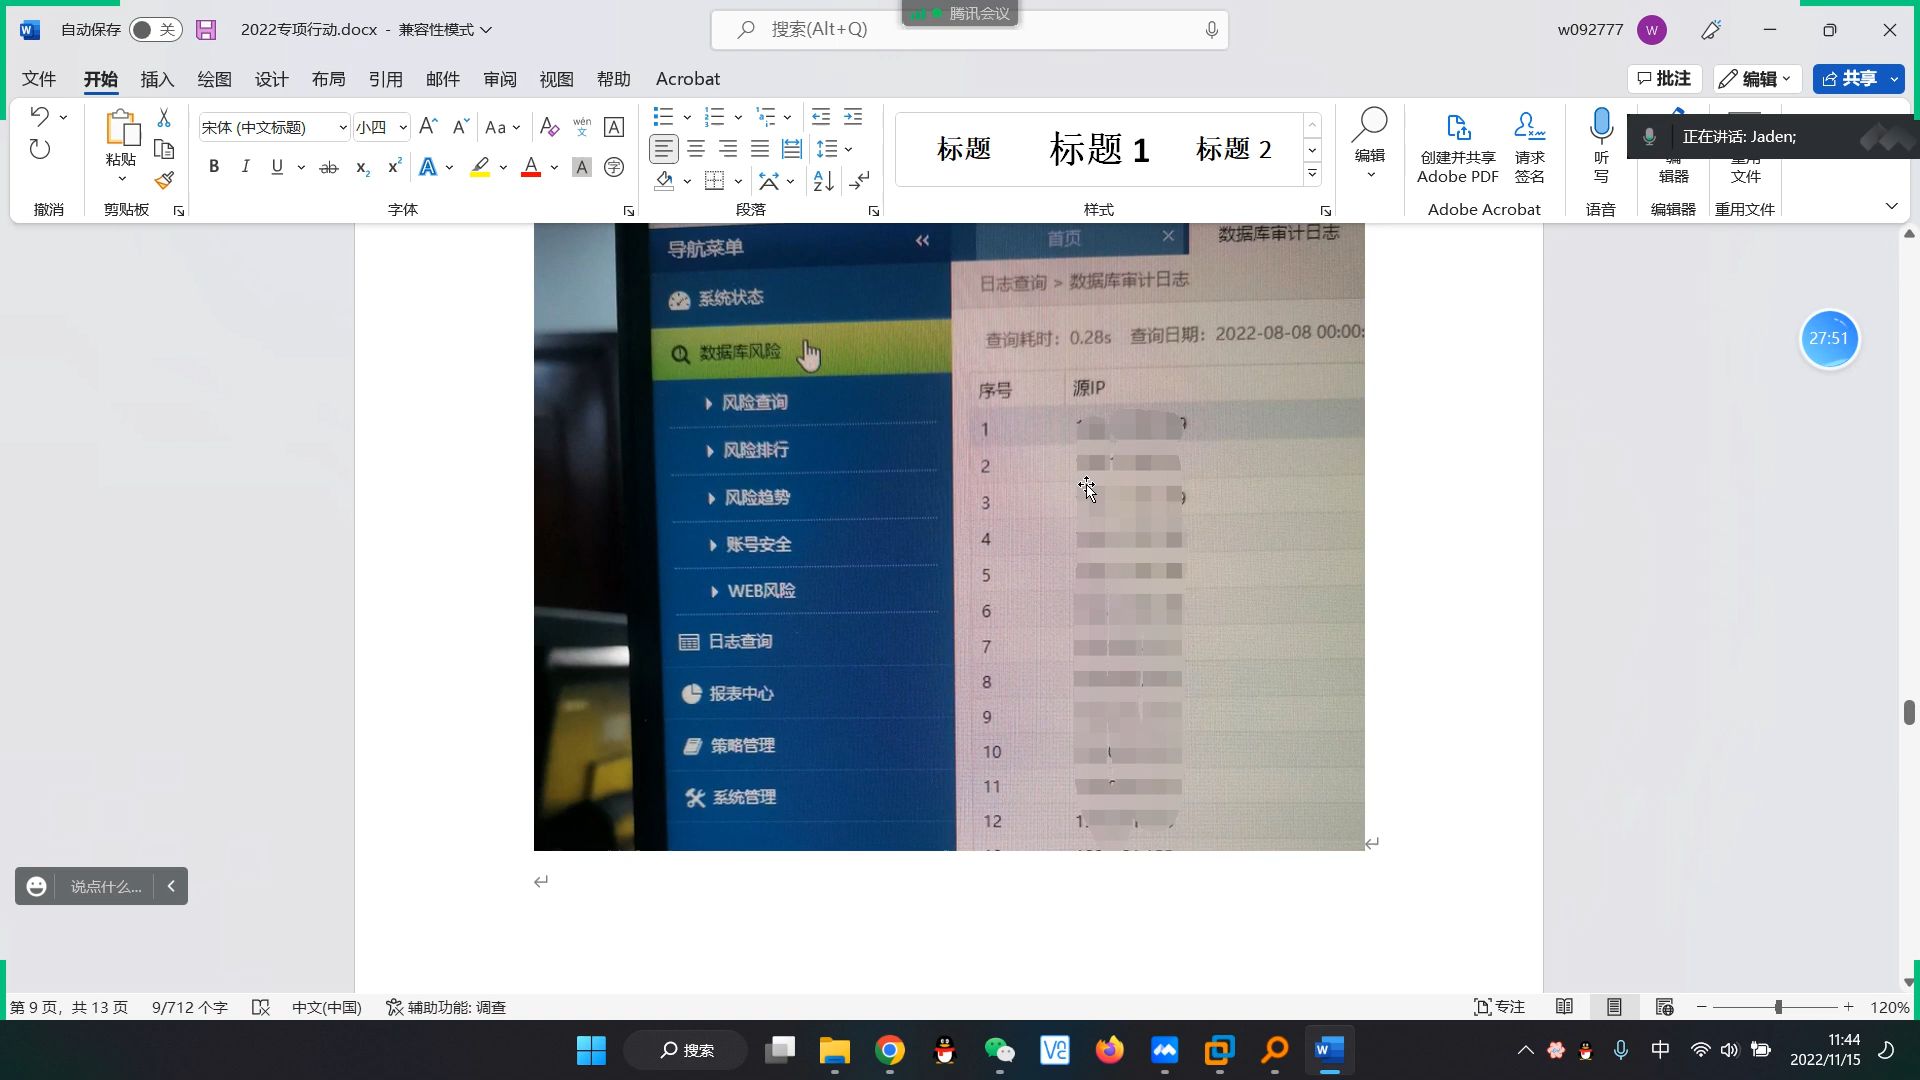 腾讯会议
自动保存 关 2022专项行动.docx - 兼容性模式
搜索(Alt+Q)
w092777 W
文件 开始 插入 绘图 设计 布局 引用 邮件 审阅 视图 帮助 Acrobat
批注 编辑 共享
宋体 (中文标题) 小四
粘贴
标题 标题 1 标题 2
编辑
创建并共享 Adobe PDF
请求签名
听写
正在讲话: Jaden;
编辑器
重用文件
撤消 剪贴板 字体 段落 样式 Adobe Acrobat 语音 编辑器 重用文件
导航菜单
系统状态
数据库风险
风险查询
风险排行
风险趋势
账号安全
WEB风险
日志查询
报表中心
策略管理
系统管理
首页 数据库审计日志
日志查询 > 数据库审计日志
查询耗时: 0.28s 查询日期: 2022-08-08 00:00:
序号 源IP
1
2
3
4
5
6
7
8
9
10
11
12
27:51
说点什么...
第 9 页, 共 13 页 9/712 个字 中文(中国) 辅助功能: 调查
专注 120%
搜索
中
11:44
2022/11/15